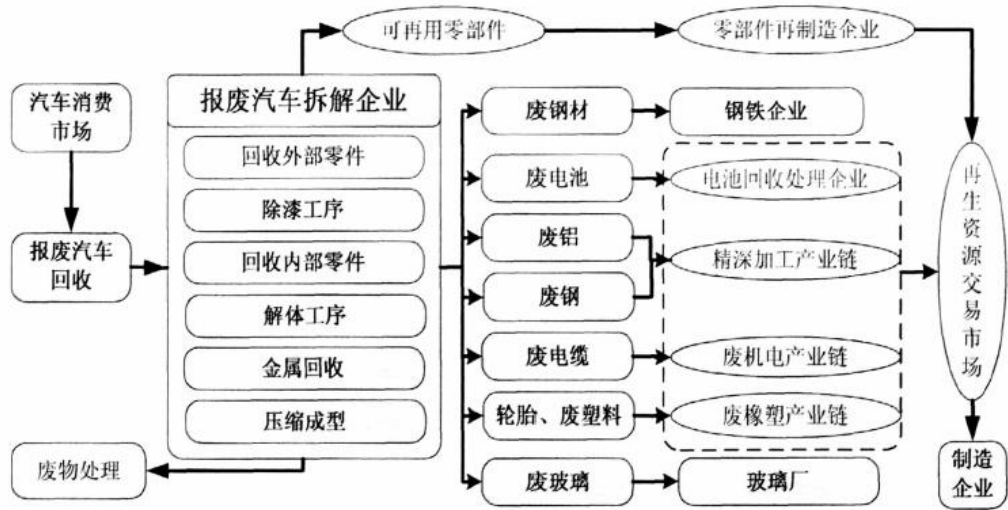 可再用零部件
零部件再制造企业
汽车消费
市场
报废汽车
回收
报废汽车拆解企业
回收外部零件
除漆工序
回收内部零件
解体工序
金属回收
压缩成型
废物处理
废钢材
钢铁企业
废电池
电池回收处理企业
废铝
废钢
精深加工产业链
废电缆
废机电产业链
轮胎、废塑料
废橡塑产业链
废玻璃
玻璃厂
再生资源交易市场
制造
企业